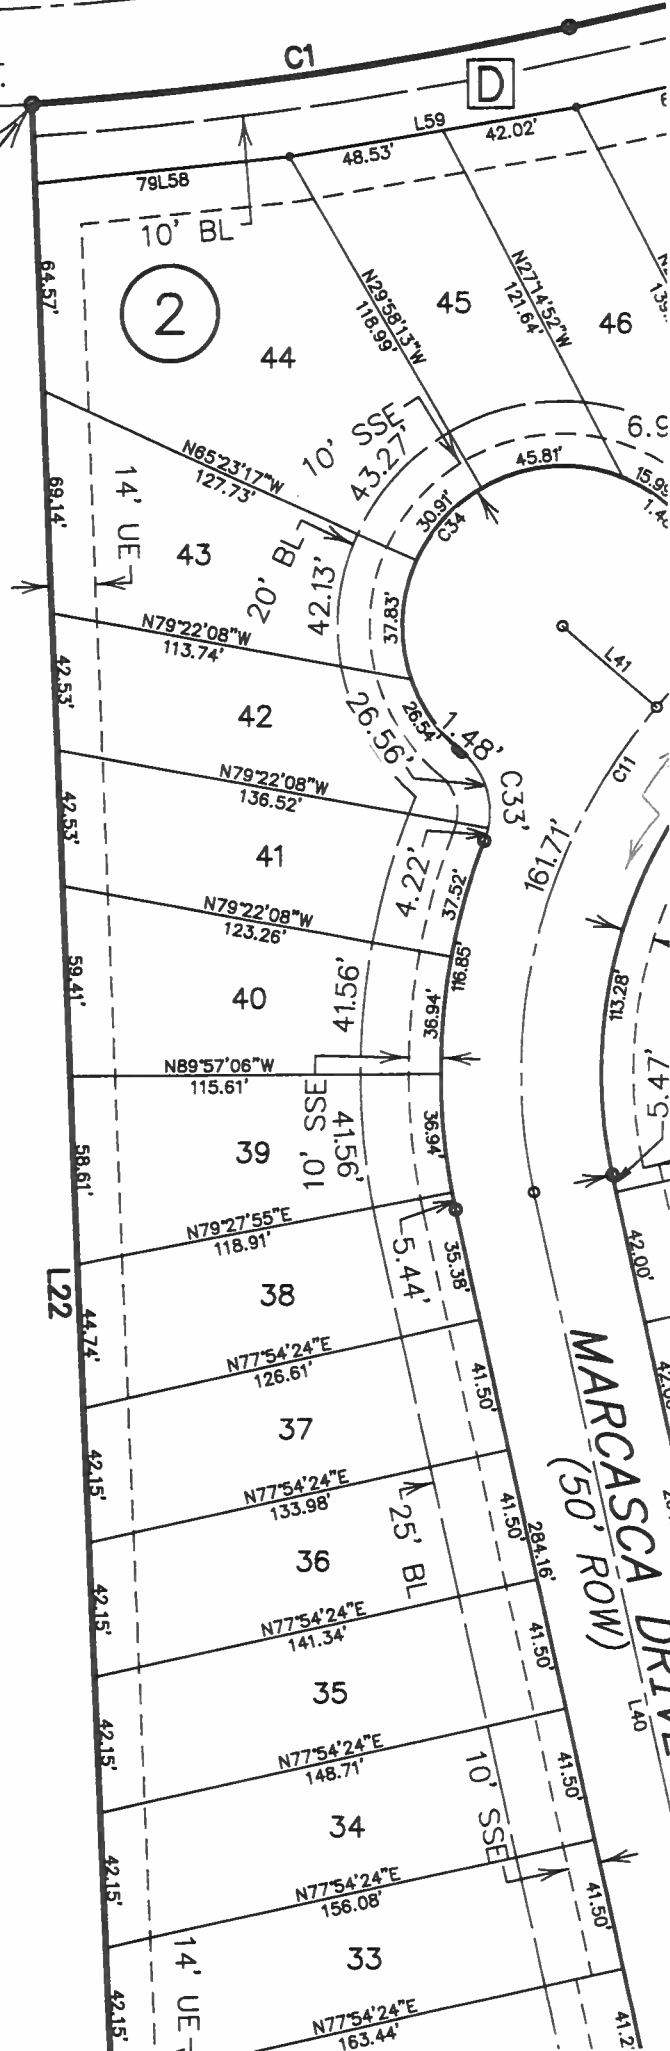 C1
D
L59
42.02'
48.53'
79L58
10' BL
64.57'
2
N29°58'13"W
118.99'
45
N27°14'52"W
121.64'
46
44
10' SSE
43.27'
6.9
45.81'
N65°23'17"W
127.73'
30.91'
C34
69.14'
14' UE
43
20' BL
42.13'
37.83'
N79°22'08"W
113.74'
L41
42.53'
42
26.56'
26.54'
1.48'
C33'
C11
N79°22'08"W
136.52'
42.53'
41
4.22'
37.52'
161.71'
N79°22'08"W
123.26'
59.41'
40
41.56'
116.85'
36.94'
113.28'
N89°57'06"W
115.61'
5.47'
58.61'
39
10' SSE
41.56'
36.94'
N79°27'55"E
118.91'
5.44'
35.38'
42.00'
L22
38
44.74'
N77°54'24"E
126.61'
41.50'
MARCASCA DRIVE
(50' ROW)
37
42.15'
N77°54'24"E
133.98'
25' BL
41.50'
284.16'
36
42.15'
N77°54'24"E
141.34'
41.50'
35
L40
42.15'
N77°54'24"E
148.71'
10' SSE
41.50'
34
42.15'
N77°54'24"E
156.08'
41.50'
33
14' UE
42.15'
N77°54'24"E
163.44'
41.2